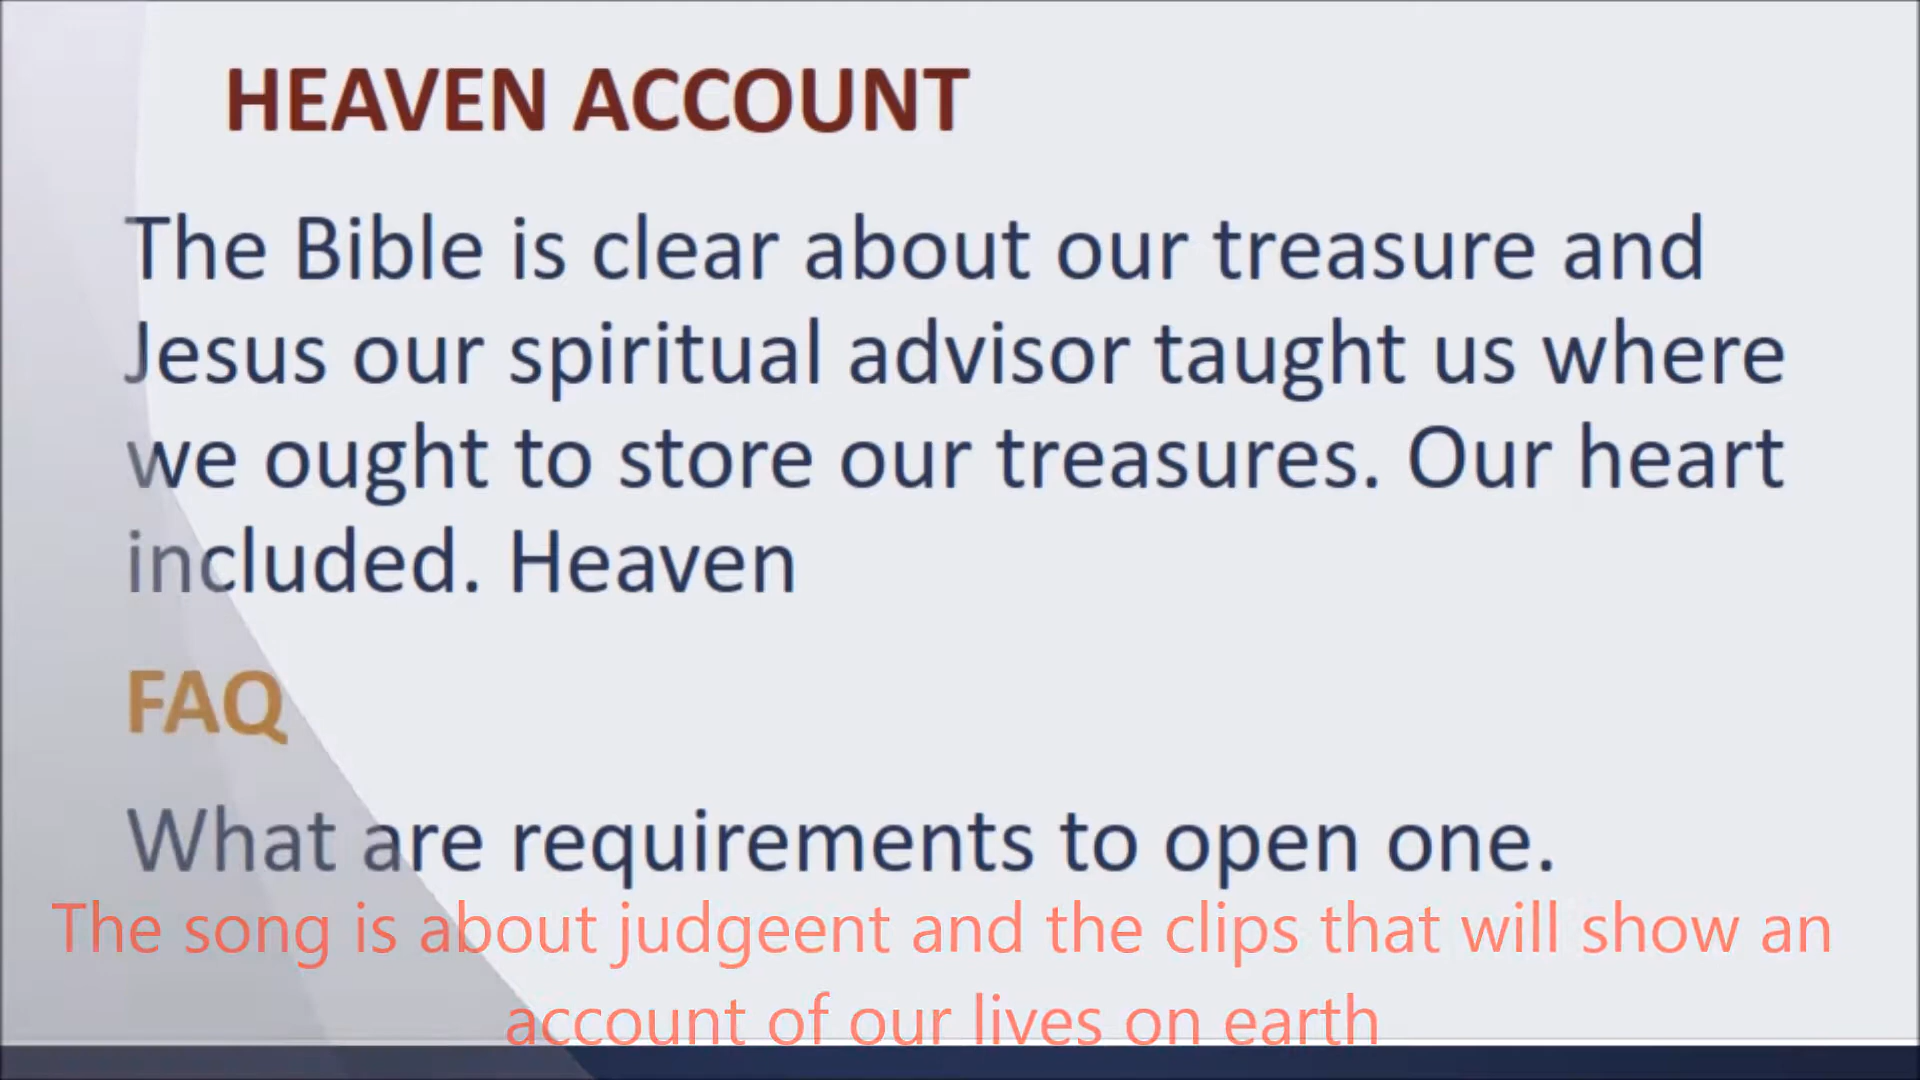 HEAVEN ACCOUNT
The Bible is clear about our treasure and
Jesus our spiritual advisor taught us where
we ought to store our treasures. Our heart
included. Heaven
FAQ
What are requirements to open one.
The song is about judgeent and the clips that will show an
account of our lives on earth